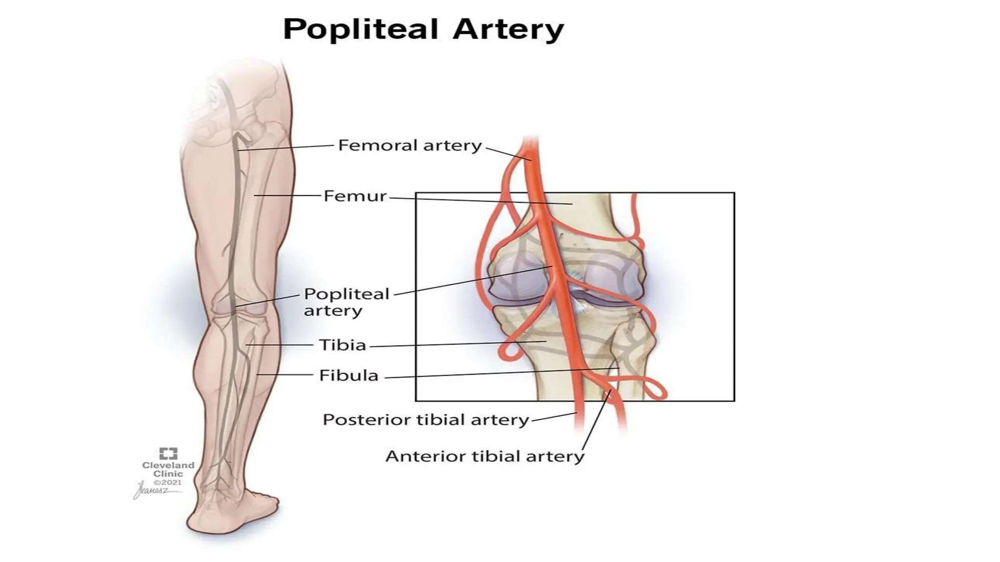 Popliteal Artery
Femoral artery
Femur
Popliteal
artery
Tibia
Fibula
Posterior tibial artery
Anterior tibial artery
Cleveland
Clinic
©2021